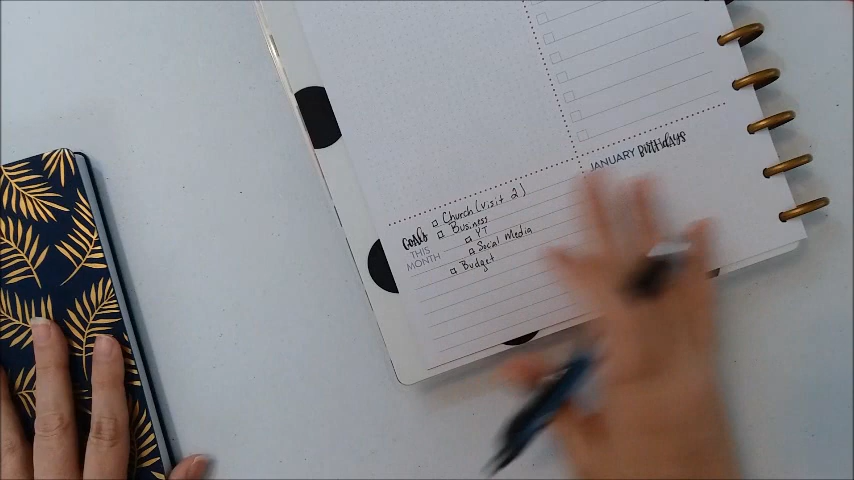 JANUARY BIRTHdAYS
GOALS
THIS
MONTH
Church (visit 2)
Business
YT
Social Media
Budget